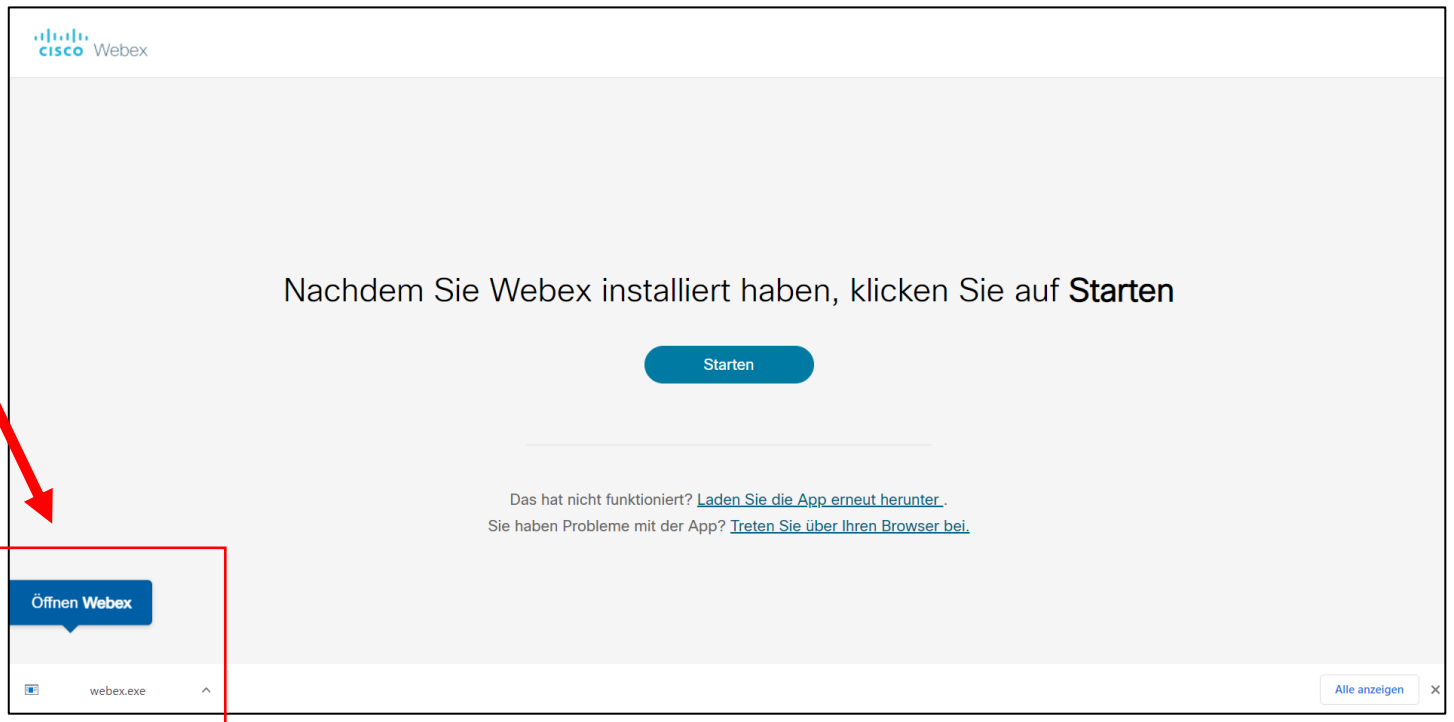 cisco Webex
Nachdem Sie Webex installiert haben, klicken Sie auf Starten
Starten
Das hat nicht funktioniert? Laden Sie die App erneut herunter .
Sie haben Probleme mit der App? Treten Sie über Ihren Browser bei.
Öffnen Webex
webex.exe
Alle anzeigen